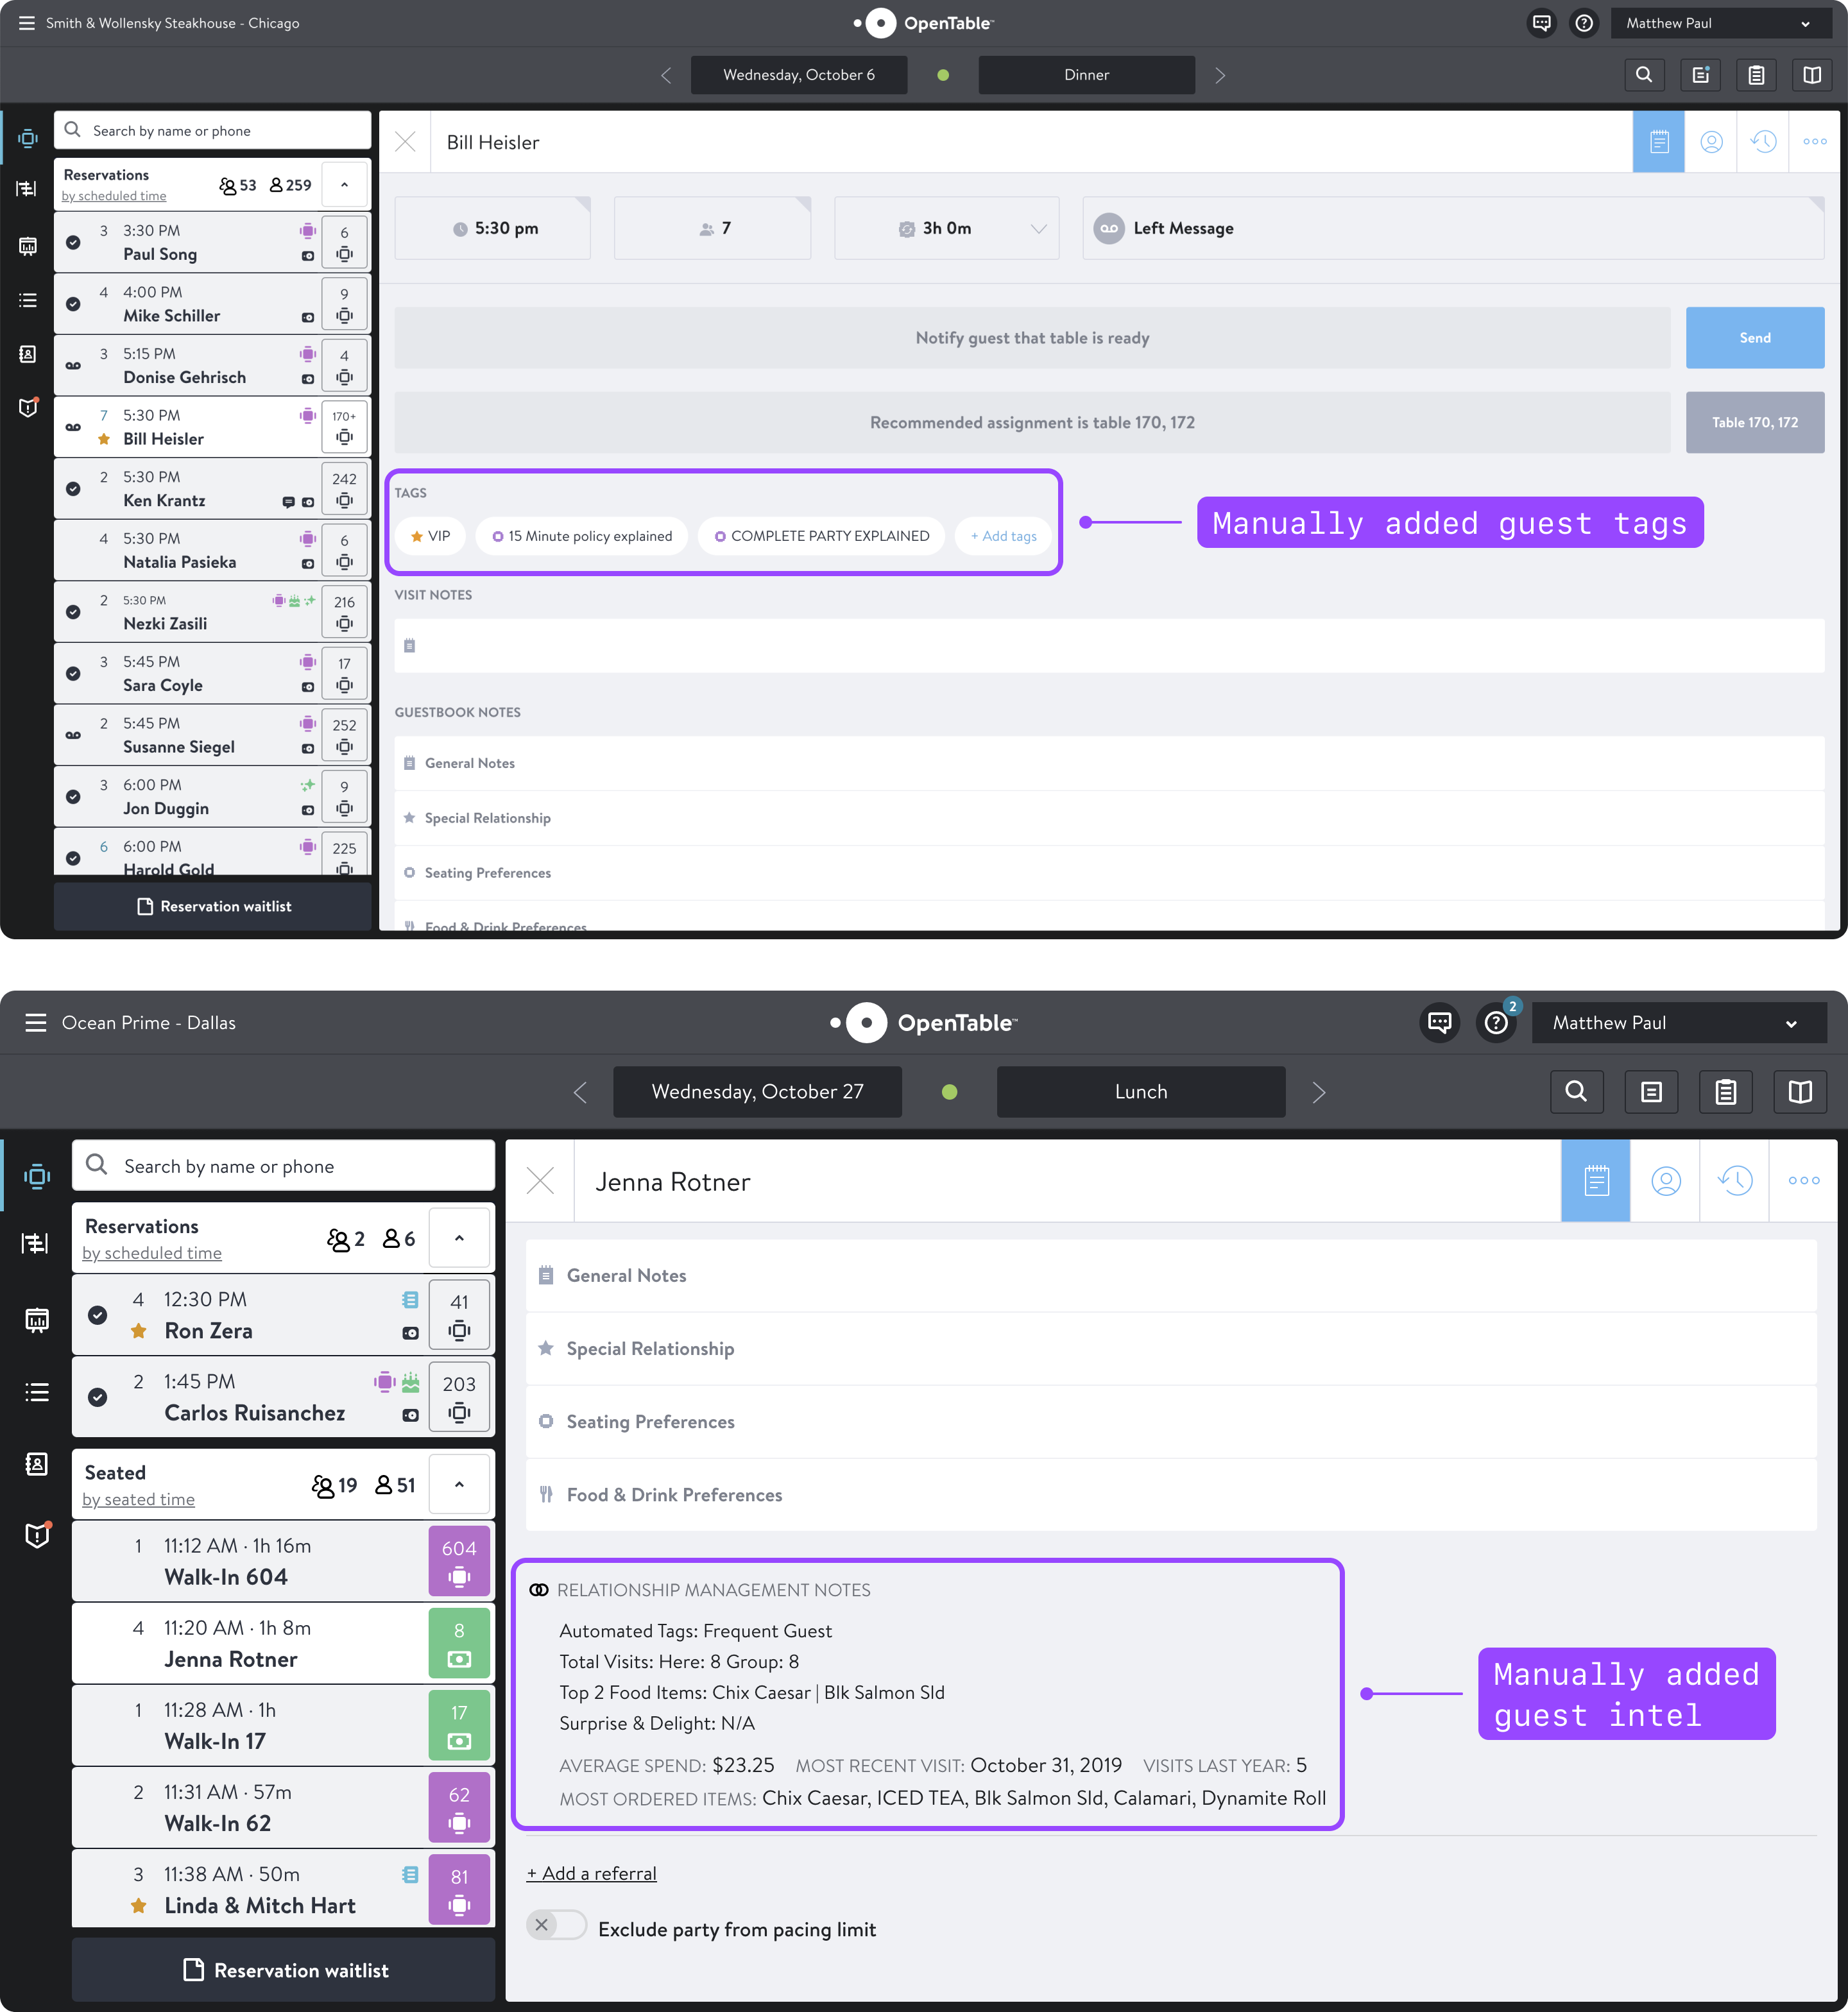 Smith & Wollensky Steakhouse - Chicago
OpenTable™
Matthew Paul
Wednesday, October 6
Dinner
Search by name or phone
Reservations
by scheduled time
53
259
3 3:30 PM
Paul Song
6
4 4:00 PM
Mike Schiller
9
3 5:15 PM
Donise Gehrisch
4
7 5:30 PM
Bill Heisler
170+
2 5:30 PM
Ken Krantz
242
4 5:30 PM
Natalia Pasieka
6
2 5:30 PM
Nezki Zasili
216
3 5:45 PM
Sara Coyle
17
2 5:45 PM
Susanne Siegel
252
3 6:00 PM
Jon Duggin
9
6 6:00 PM
Harold Gold
225
Reservation waitlist
Bill Heisler
5:30 pm
7
3h 0m
Left Message
Notify guest that table is ready
Send
Recommended assignment is table 170, 172
Table 170, 172
TAGS
VIP
15 Minute policy explained
COMPLETE PARTY EXPLAINED
+ Add tags
Manually added guest tags
VISIT NOTES
GUESTBOOK NOTES
General Notes
Special Relationship
Seating Preferences
Food & Drink Preferences
Ocean Prime - Dallas
OpenTable™
2
Matthew Paul
Wednesday, October 27
Lunch
Search by name or phone
Reservations
by scheduled time
2
6
4 12:30 PM
Ron Zera
41
2 1:45 PM
Carlos Ruisanchez
203
Seated
by seated time
19
51
1 11:12 AM · 1h 16m
Walk-In 604
604
4 11:20 AM · 1h 8m
Jenna Rotner
8
1 11:28 AM · 1h
Walk-In 17
17
2 11:31 AM · 57m
Walk-In 62
62
3 11:38 AM · 50m
Linda & Mitch Hart
81
Reservation waitlist
Jenna Rotner
General Notes
Special Relationship
Seating Preferences
Food & Drink Preferences
RELATIONSHIP MANAGEMENT NOTES
Automated Tags: Frequent Guest
Total Visits: Here: 8 Group: 8
Top 2 Food Items: Chix Caesar | Blk Salmon Sld
Surprise & Delight: N/A
AVERAGE SPEND: $23.25 MOST RECENT VISIT: October 31, 2019 VISITS LAST YEAR: 5
MOST ORDERED ITEMS: Chix Caesar, ICED TEA, Blk Salmon Sld, Calamari, Dynamite Roll
Manually added
guest intel
+ Add a referral
Exclude party from pacing limit